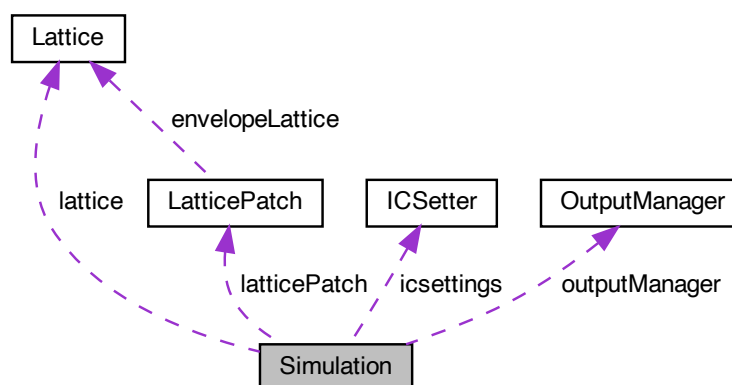 Lattice
envelopeLattice
LatticePatch
ICSetter
OutputManager
lattice
latticePatch
icsettings
outputManager
Simulation